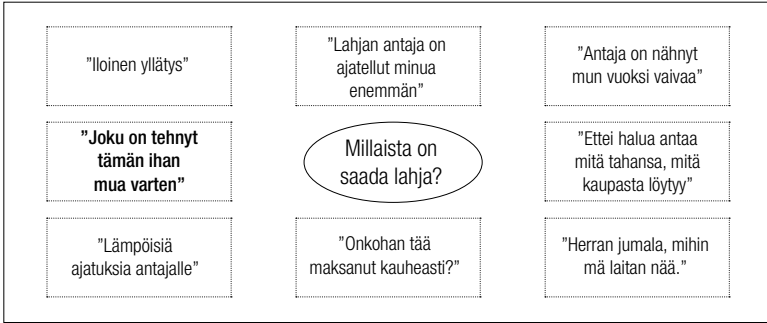 ”Iloinen yllätys”
”Lahjan antaja on
ajatellut minua
enemmän”
”Antaja on nähnyt
mun vuoksi vaivaa”
”Joku on tehnyt
tämän ihan
mua varten”
Millaista on
saada lahja?
”Ettei halua antaa
mitä tahansa, mitä
kaupasta löytyy”
”Lämpöisiä
ajatuksia antajalle”
”Onkohan tää
maksanut kauheasti?”
”Herran jumala, mihin
mä laitan nää.”